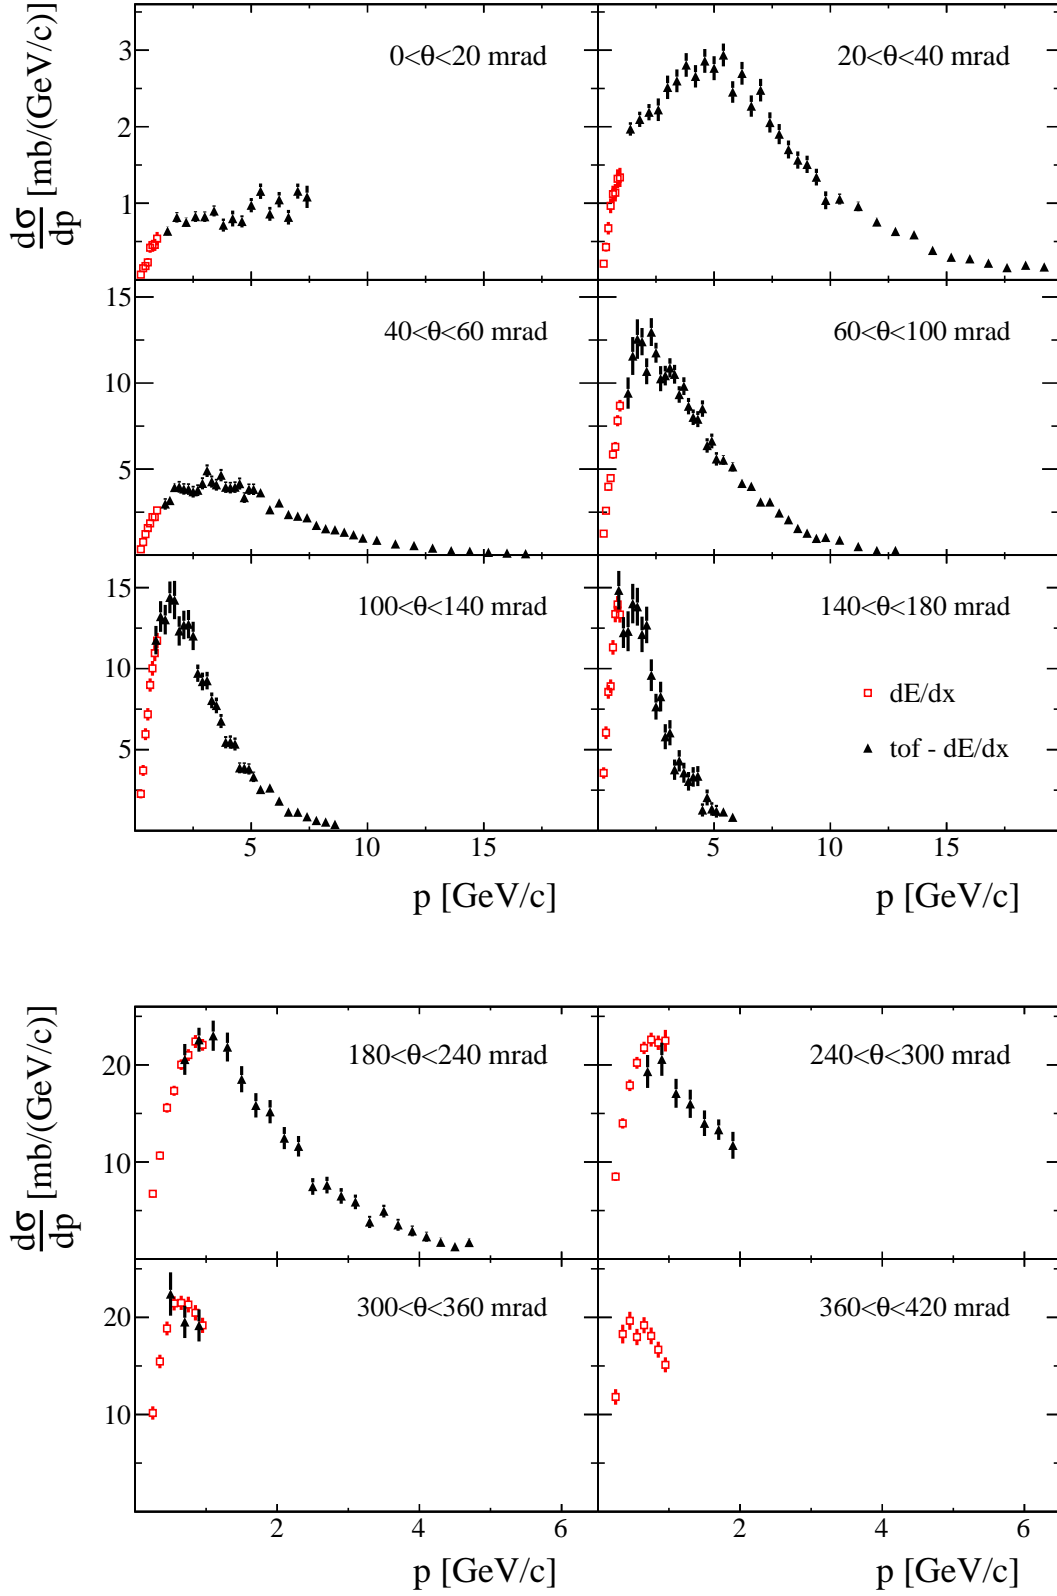 dσ/dp [mb/(GeV/c)]
0<θ<20 mrad
20<θ<40 mrad
1
2
3
40<θ<60 mrad
60<θ<100 mrad
5
10
15
100<θ<140 mrad
140<θ<180 mrad
dE/dx
tof - dE/dx
5
10
15
5 10 15
5 10 15
p [GeV/c]
p [GeV/c]
dσ/dp [mb/(GeV/c)]
180<θ<240 mrad
240<θ<300 mrad
10
20
300<θ<360 mrad
360<θ<420 mrad
10
20
2 4 6
2 4 6
p [GeV/c]
p [GeV/c]